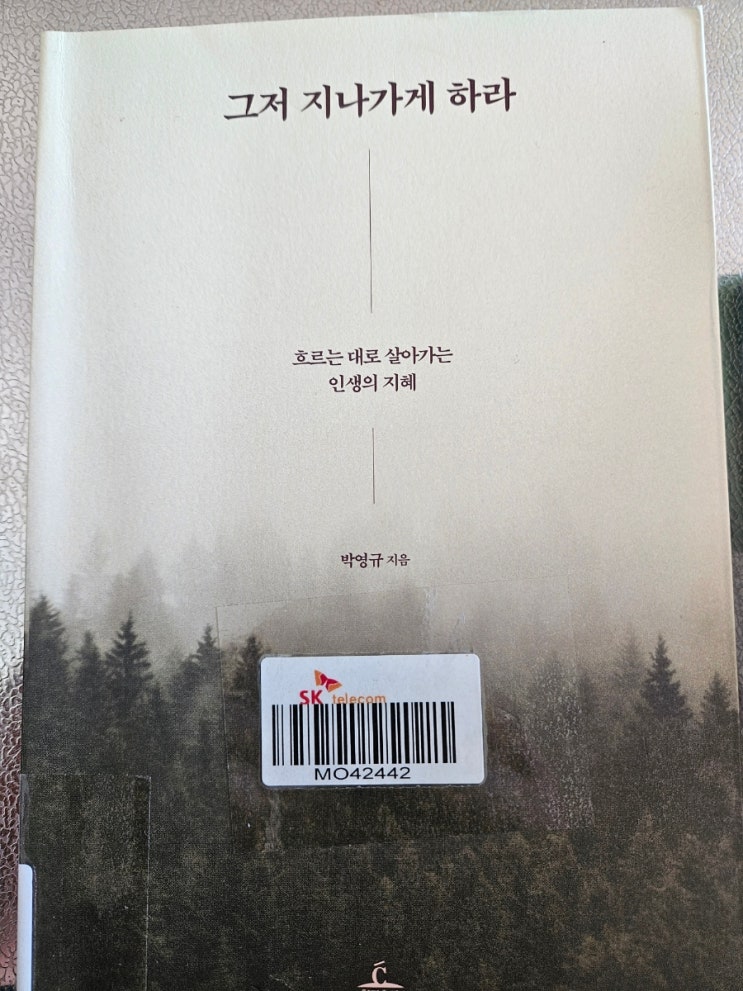 그저 지나가게 하라
흐르는 대로 살아가는
인생의 지혜
박영규 지음
SK telecom
MO42442